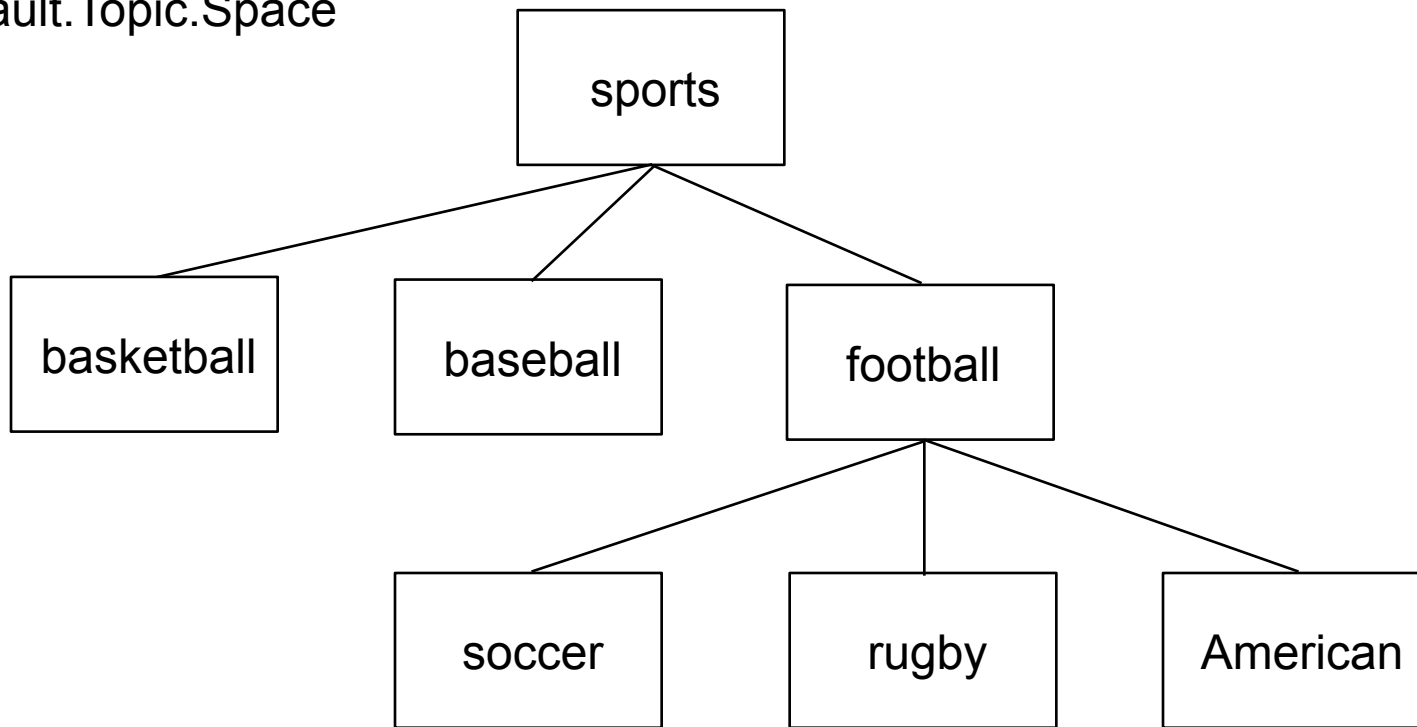 ault.Topic.Space
sports
basketball
baseball
football
soccer
rugby
American